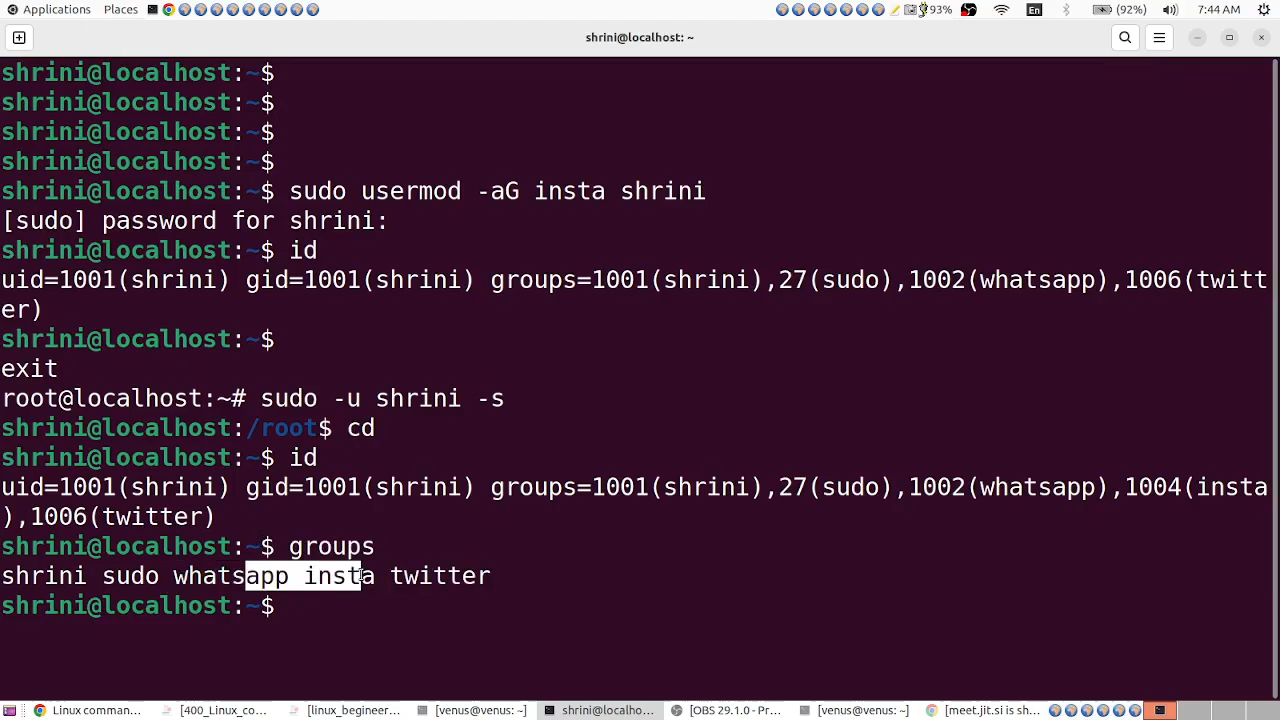 Applications Places 93% En (92%) 7:44 AM
shrini@localhost: ~
shrini@localhost:~$
shrini@localhost:~$
shrini@localhost:~$
shrini@localhost:~$
shrini@localhost:~$ sudo usermod -aG insta shrini
[sudo] password for shrini:
shrini@localhost:~$ id
uid=1001(shrini) gid=1001(shrini) groups=1001(shrini),27(sudo),1002(whatsapp),1006(twitt
er)
shrini@localhost:~$
exit
root@localhost:~# sudo -u shrini -s
shrini@localhost:/root$ cd
shrini@localhost:~$ id
uid=1001(shrini) gid=1001(shrini) groups=1001(shrini),27(sudo),1002(whatsapp),1004(insta
),1006(twitter)
shrini@localhost:~$ groups
shrini sudo whatsapp insta twitter
shrini@localhost:~$
Linux comman... [400_Linux_co... [linux_begineer... [venus@venus: ~] shrini@localho... [OBS 29.1.0 - Pr... [venus@venus: ~] [meet.jit.si is sh...